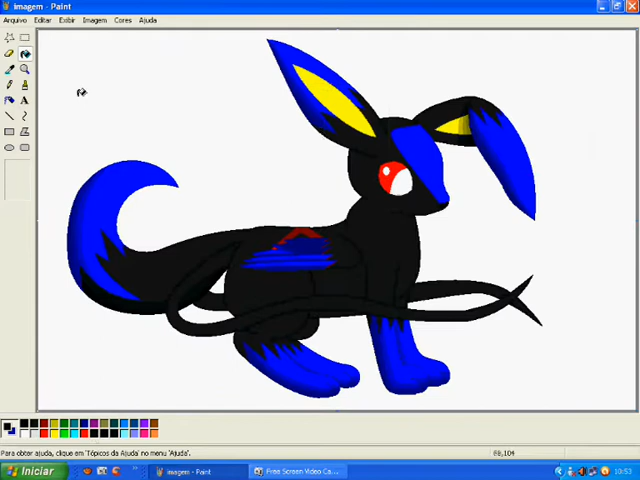 imagem - Paint
Arquivo Editar Exibir Imagem Cores Ajuda
A
Para obter ajuda, clique em 'Tópicos da Ajuda' no menu 'Ajuda'. 88,104
Iniciar imagem - Paint Free Scream Video Ca... 10:53